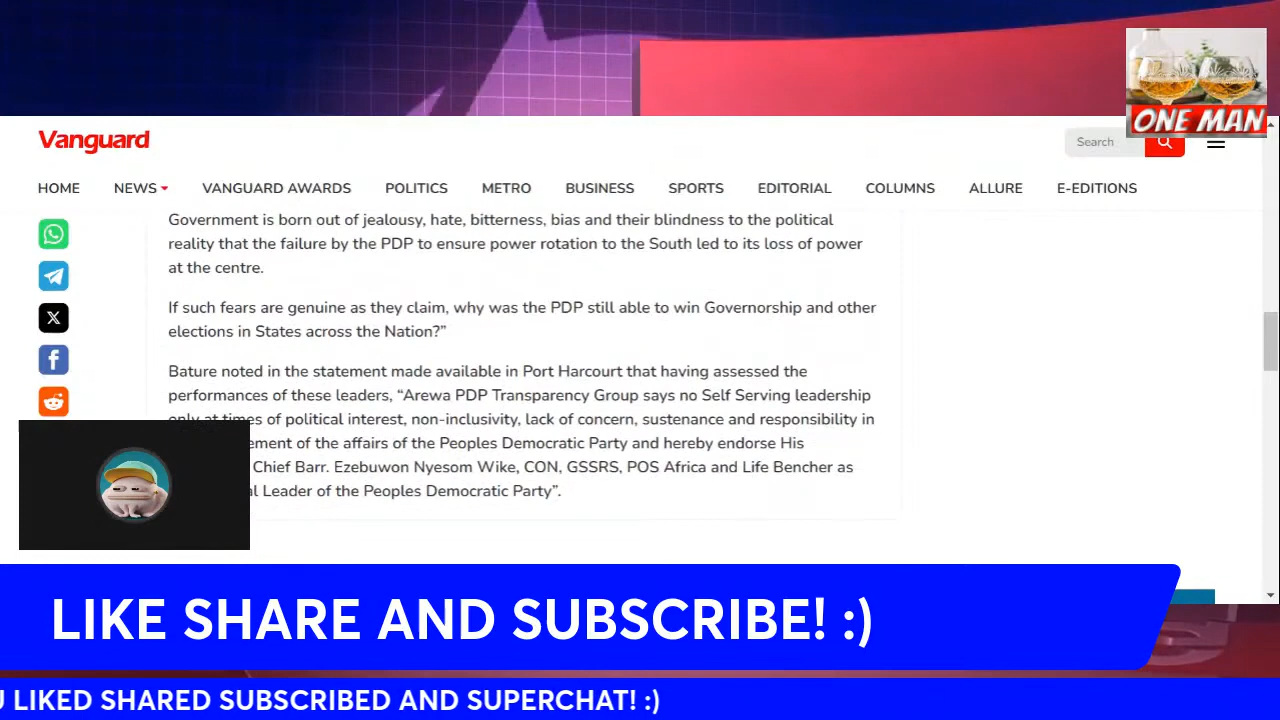 ONE MAN
Vanguard
Search
HOME NEWS VANGUARD AWARDS POLITICS METRO BUSINESS SPORTS EDITORIAL COLUMNS ALLURE E-EDITIONS
Government is born out of jealousy, hate, bitterness, bias and their blindness to the political
reality that the failure by the PDP to ensure power rotation to the South led to its loss of power
at the centre.
If such fears are genuine as they claim, why was the PDP still able to win Governorship and other
elections in States across the Nation?”
Bature noted in the statement made available in Port Harcourt that having assessed the
performances of these leaders, “Arewa PDP Transparency Group says no Self Serving leadership
only at times of political interest, non-inclusivity, lack of concern, sustenance and responsibility in
ement of the affairs of the Peoples Democratic Party and hereby endorse His
Chief Barr. Ezebuwon Nyesom Wike, CON, GSSRS, POS Africa and Life Bencher as
l Leader of the Peoples Democratic Party”.
LIKE SHARE AND SUBSCRIBE! :)
LIKED SHARED SUBSCRIBED AND SUPERCHAT! :)